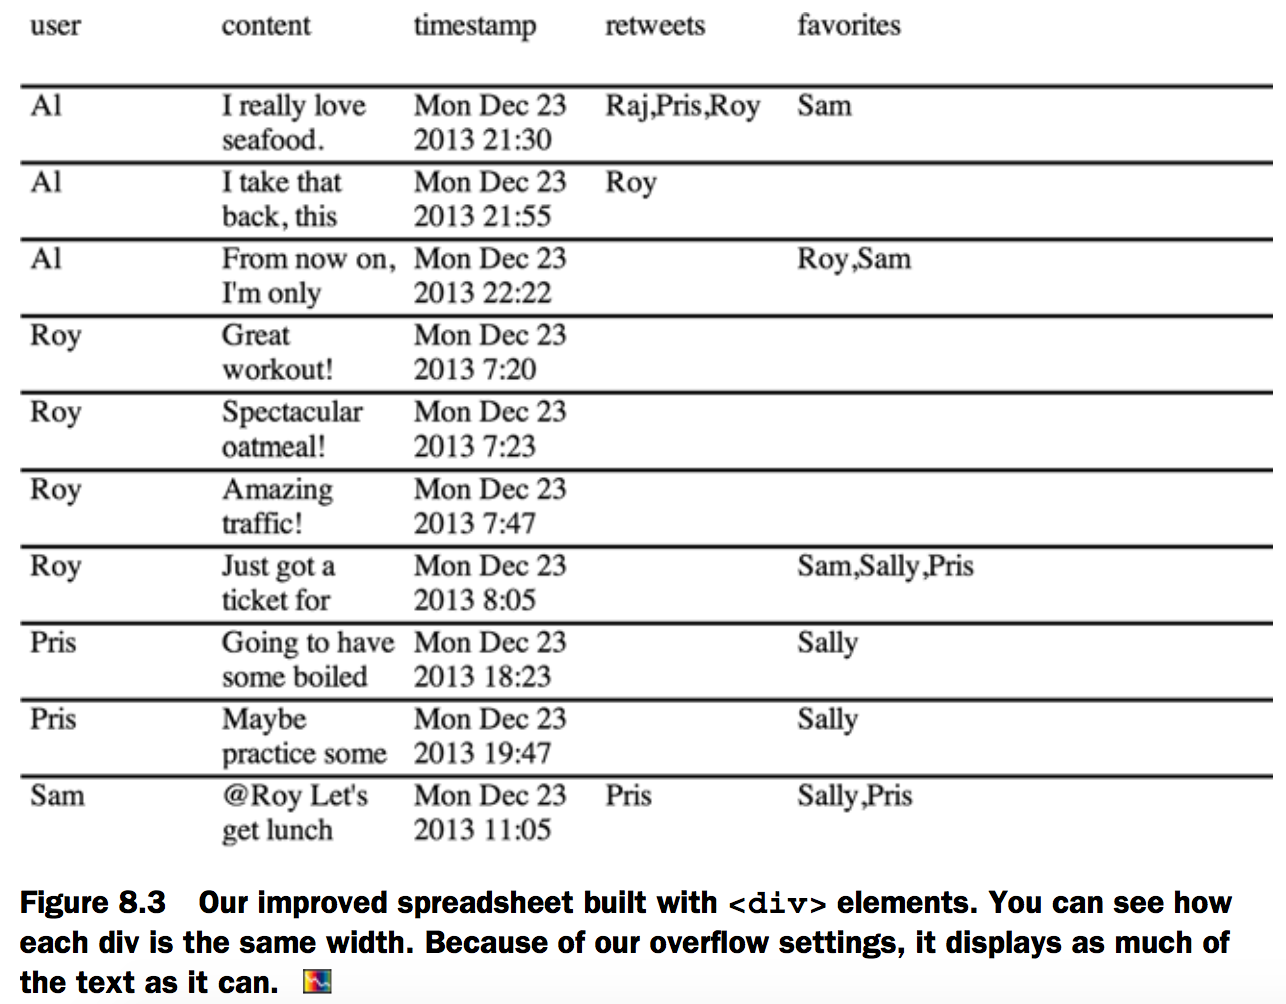 user content timestamp retweets favorites
Al I really love Mon Dec 23 Raj,Pris,Roy Sam
seafood. 2013 21:30
Al I take that Mon Dec 23 Roy
back, this 2013 21:55
Al From now on, Mon Dec 23 Roy,Sam
I'm only 2013 22:22
Roy Great Mon Dec 23
workout! 2013 7:20
Roy Spectacular Mon Dec 23
oatmeal! 2013 7:23
Roy Amazing Mon Dec 23
traffic! 2013 7:47
Roy Just got a Mon Dec 23 Sam,Sally,Pris
ticket for 2013 8:05
Pris Going to have Mon Dec 23 Sally
some boiled 2013 18:23
Pris Maybe Mon Dec 23 Sally
practice some 2013 19:47
Sam @Roy Let's Mon Dec 23 Pris Sally,Pris
get lunch 2013 11:05
Figure 8.3 Our improved spreadsheet built with <div> elements. You can see how
each div is the same width. Because of our overflow settings, it displays as much of
the text as it can.